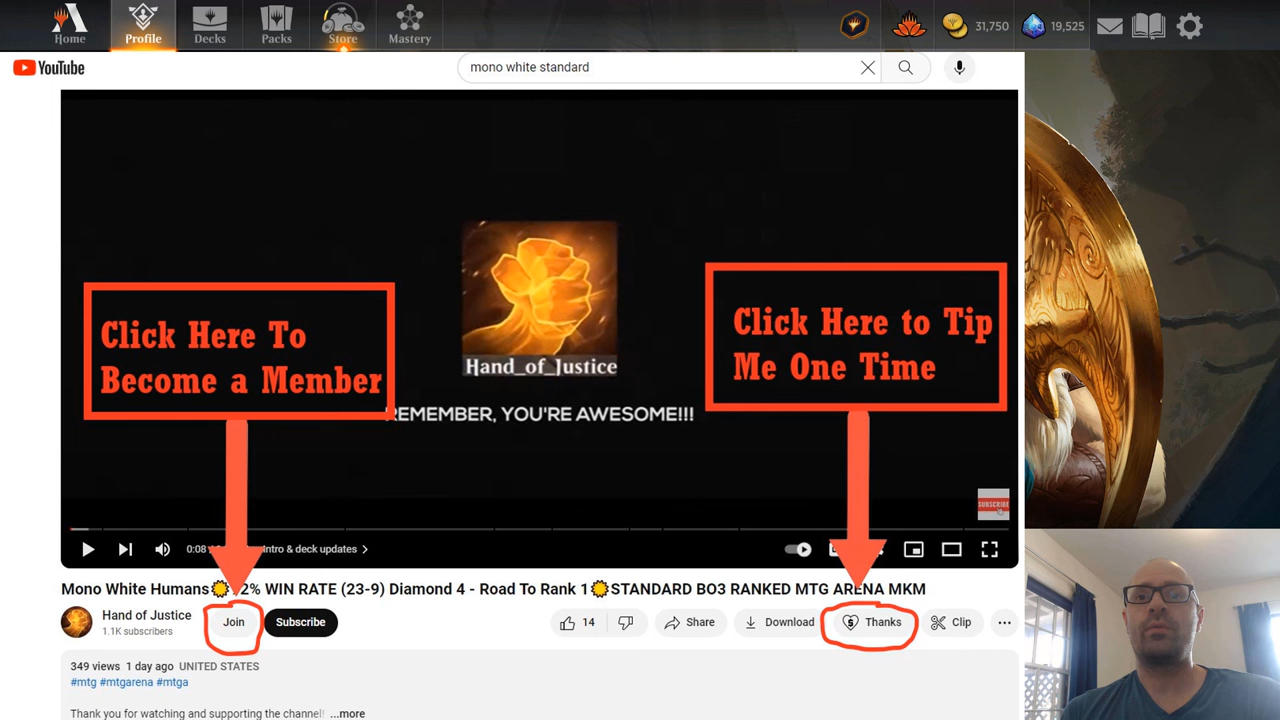 Home
Profile
Decks
Packs
Store
Mastery
31,750
19,525
YouTube
mono white standard
Hand_of_Justice
Click Here To
Become a Member
Click Here to Tip
Me One Time
REMEMBER, YOU'RE AWESOME!!!
SUBSCRIBE
0:08
Intro & deck updates
Mono White Humans 2% WIN RATE (23-9) Diamond 4 - Road To Rank 1 STANDARD BO3 RANKED MTG ARENA MKM
Hand of Justice
1.1K subscribers
Join
Subscribe
14
Share
Download
Thanks
Clip
349 views 1 day ago UNITED STATES
#mtg #mtgarena #mtga
Thank you for watching and supporting the channel! ...more